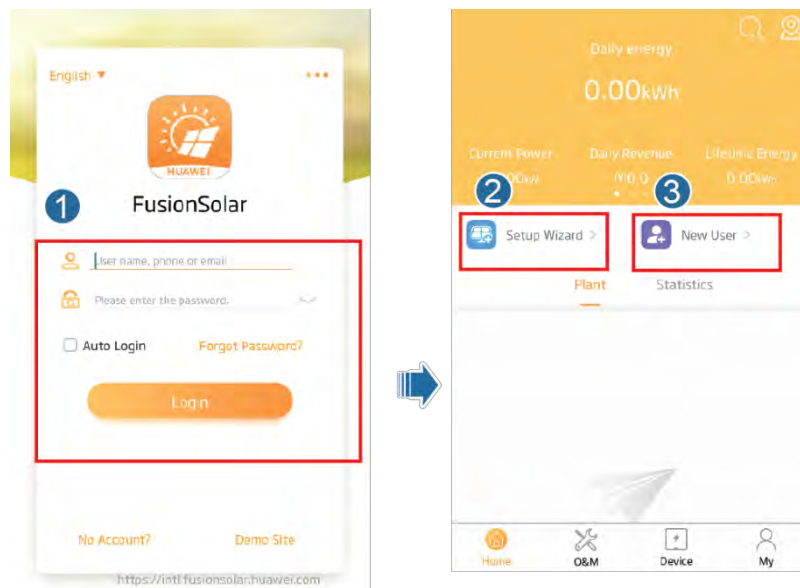 English ▼
HUAWEI
1
FusionSolar
User name, phone or email
Please enter the password.
Auto Login
Forgot Password?
Login
No Account?
Demo Site
https://intl.fusionsolar.huawei.com
Daily energy
0.00kWh
Current Power
Daily Revenue
Lifetime Energy
0.00kWh
2
3
Setup Wizard >
New User >
Plant
Statistics
Home
O&M
Device
My